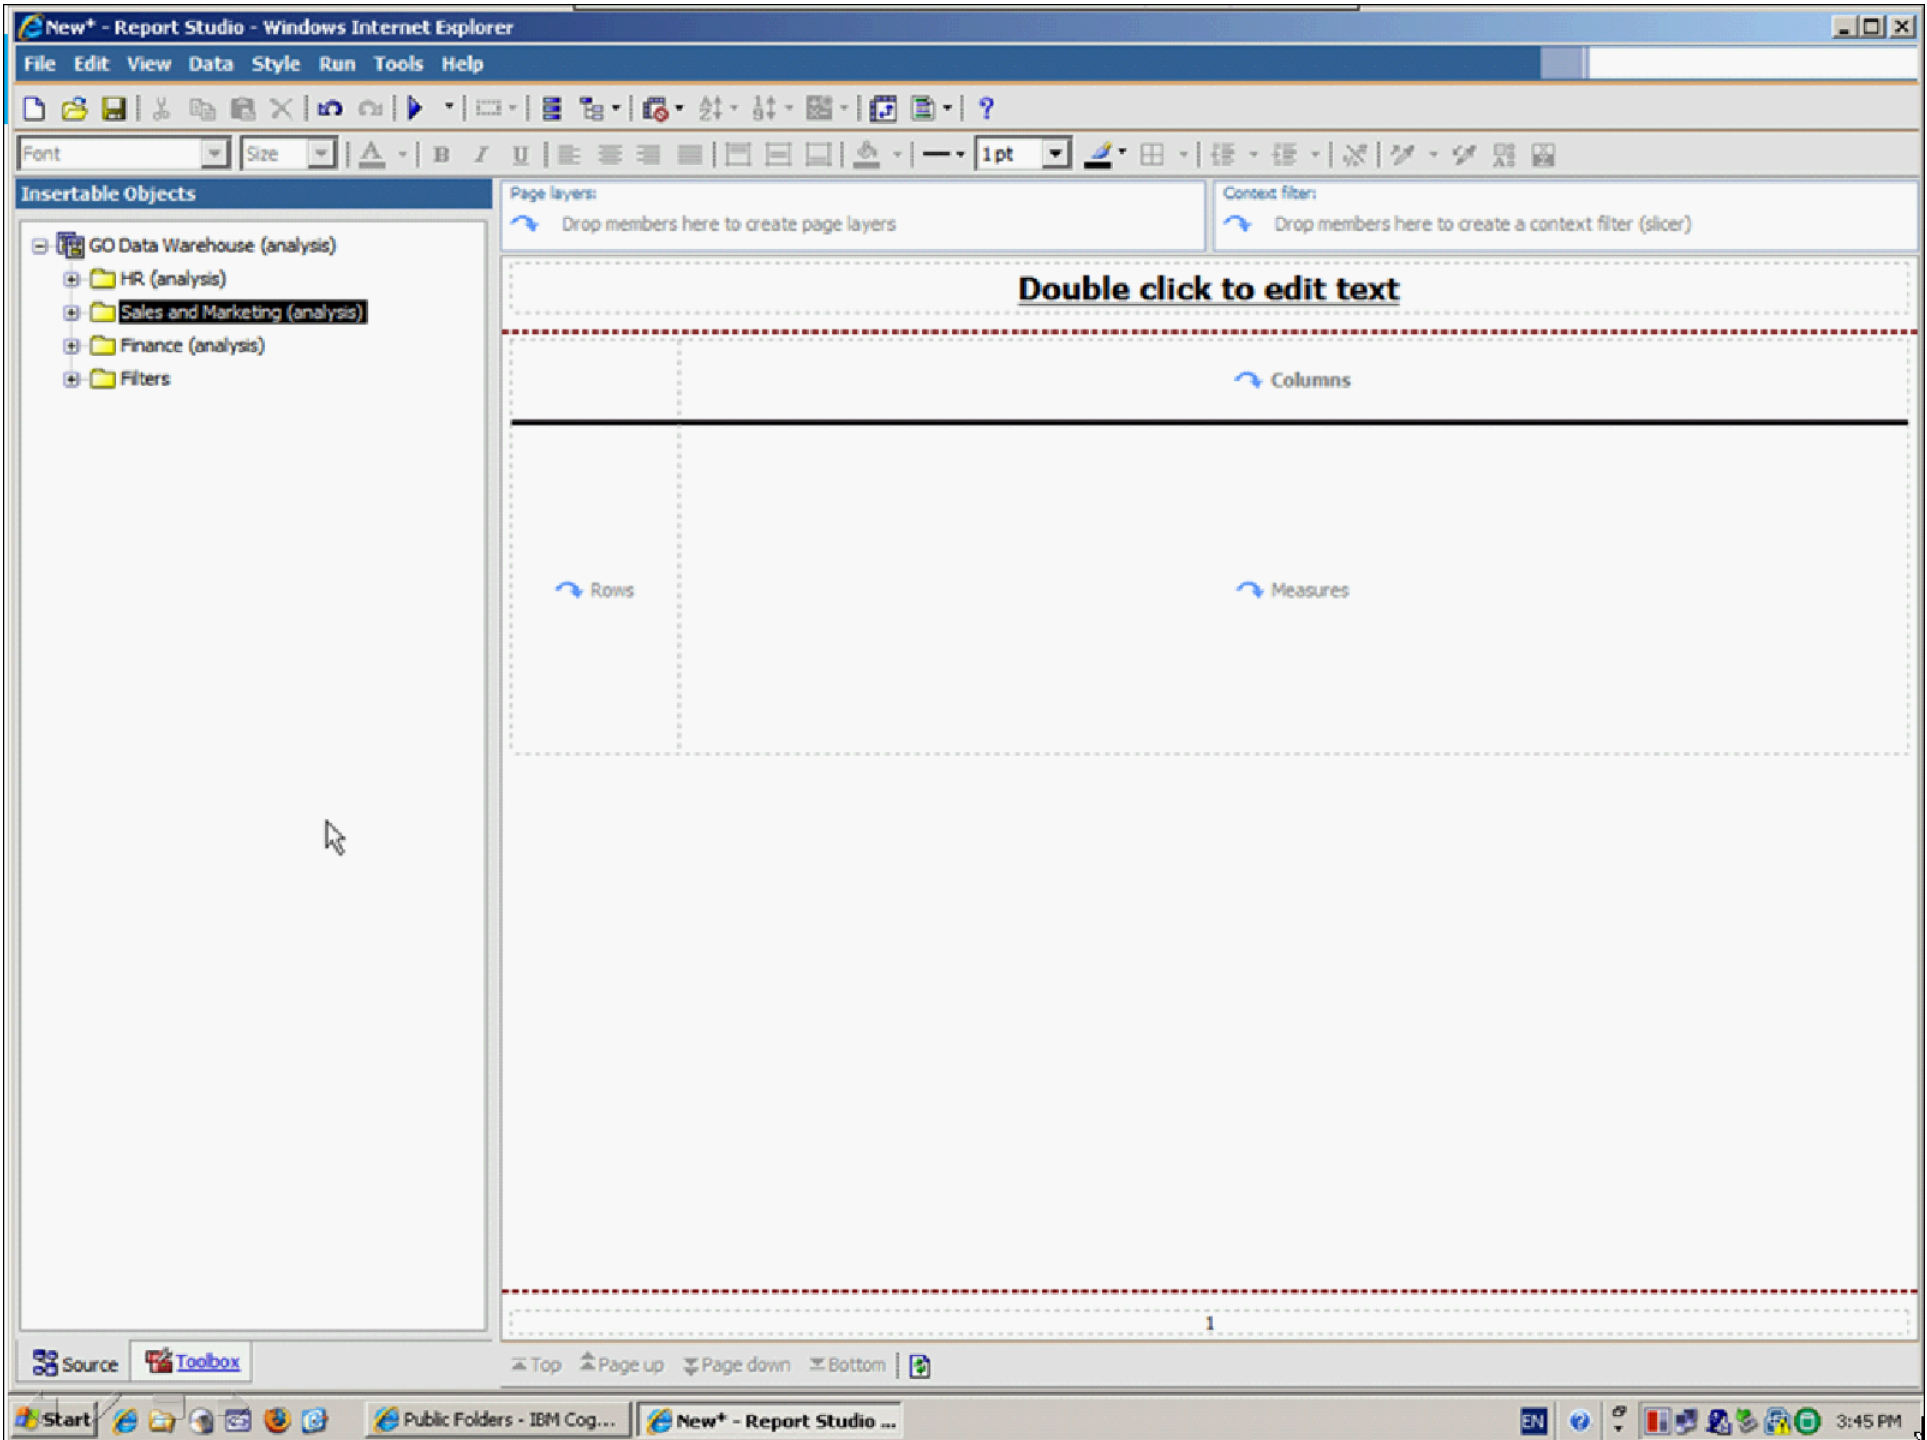 New* - Report Studio - Windows Internet Explorer
File Edit View Data Style Run Tools Help
Font Size A B I U 1pt
Insertable Objects
Page layers:
Drop members here to create page layers
Context filter:
Drop members here to create a context filter (slicer)
GO Data Warehouse (analysis)
HR (analysis)
Sales and Marketing (analysis)
Finance (analysis)
Filters
Double click to edit text
Columns
Rows
Measures
1
Source Toolbox
Top Page up Page down Bottom
Start Public Folders - IBM Cog... New* - Report Studio ... EN 3:45 PM